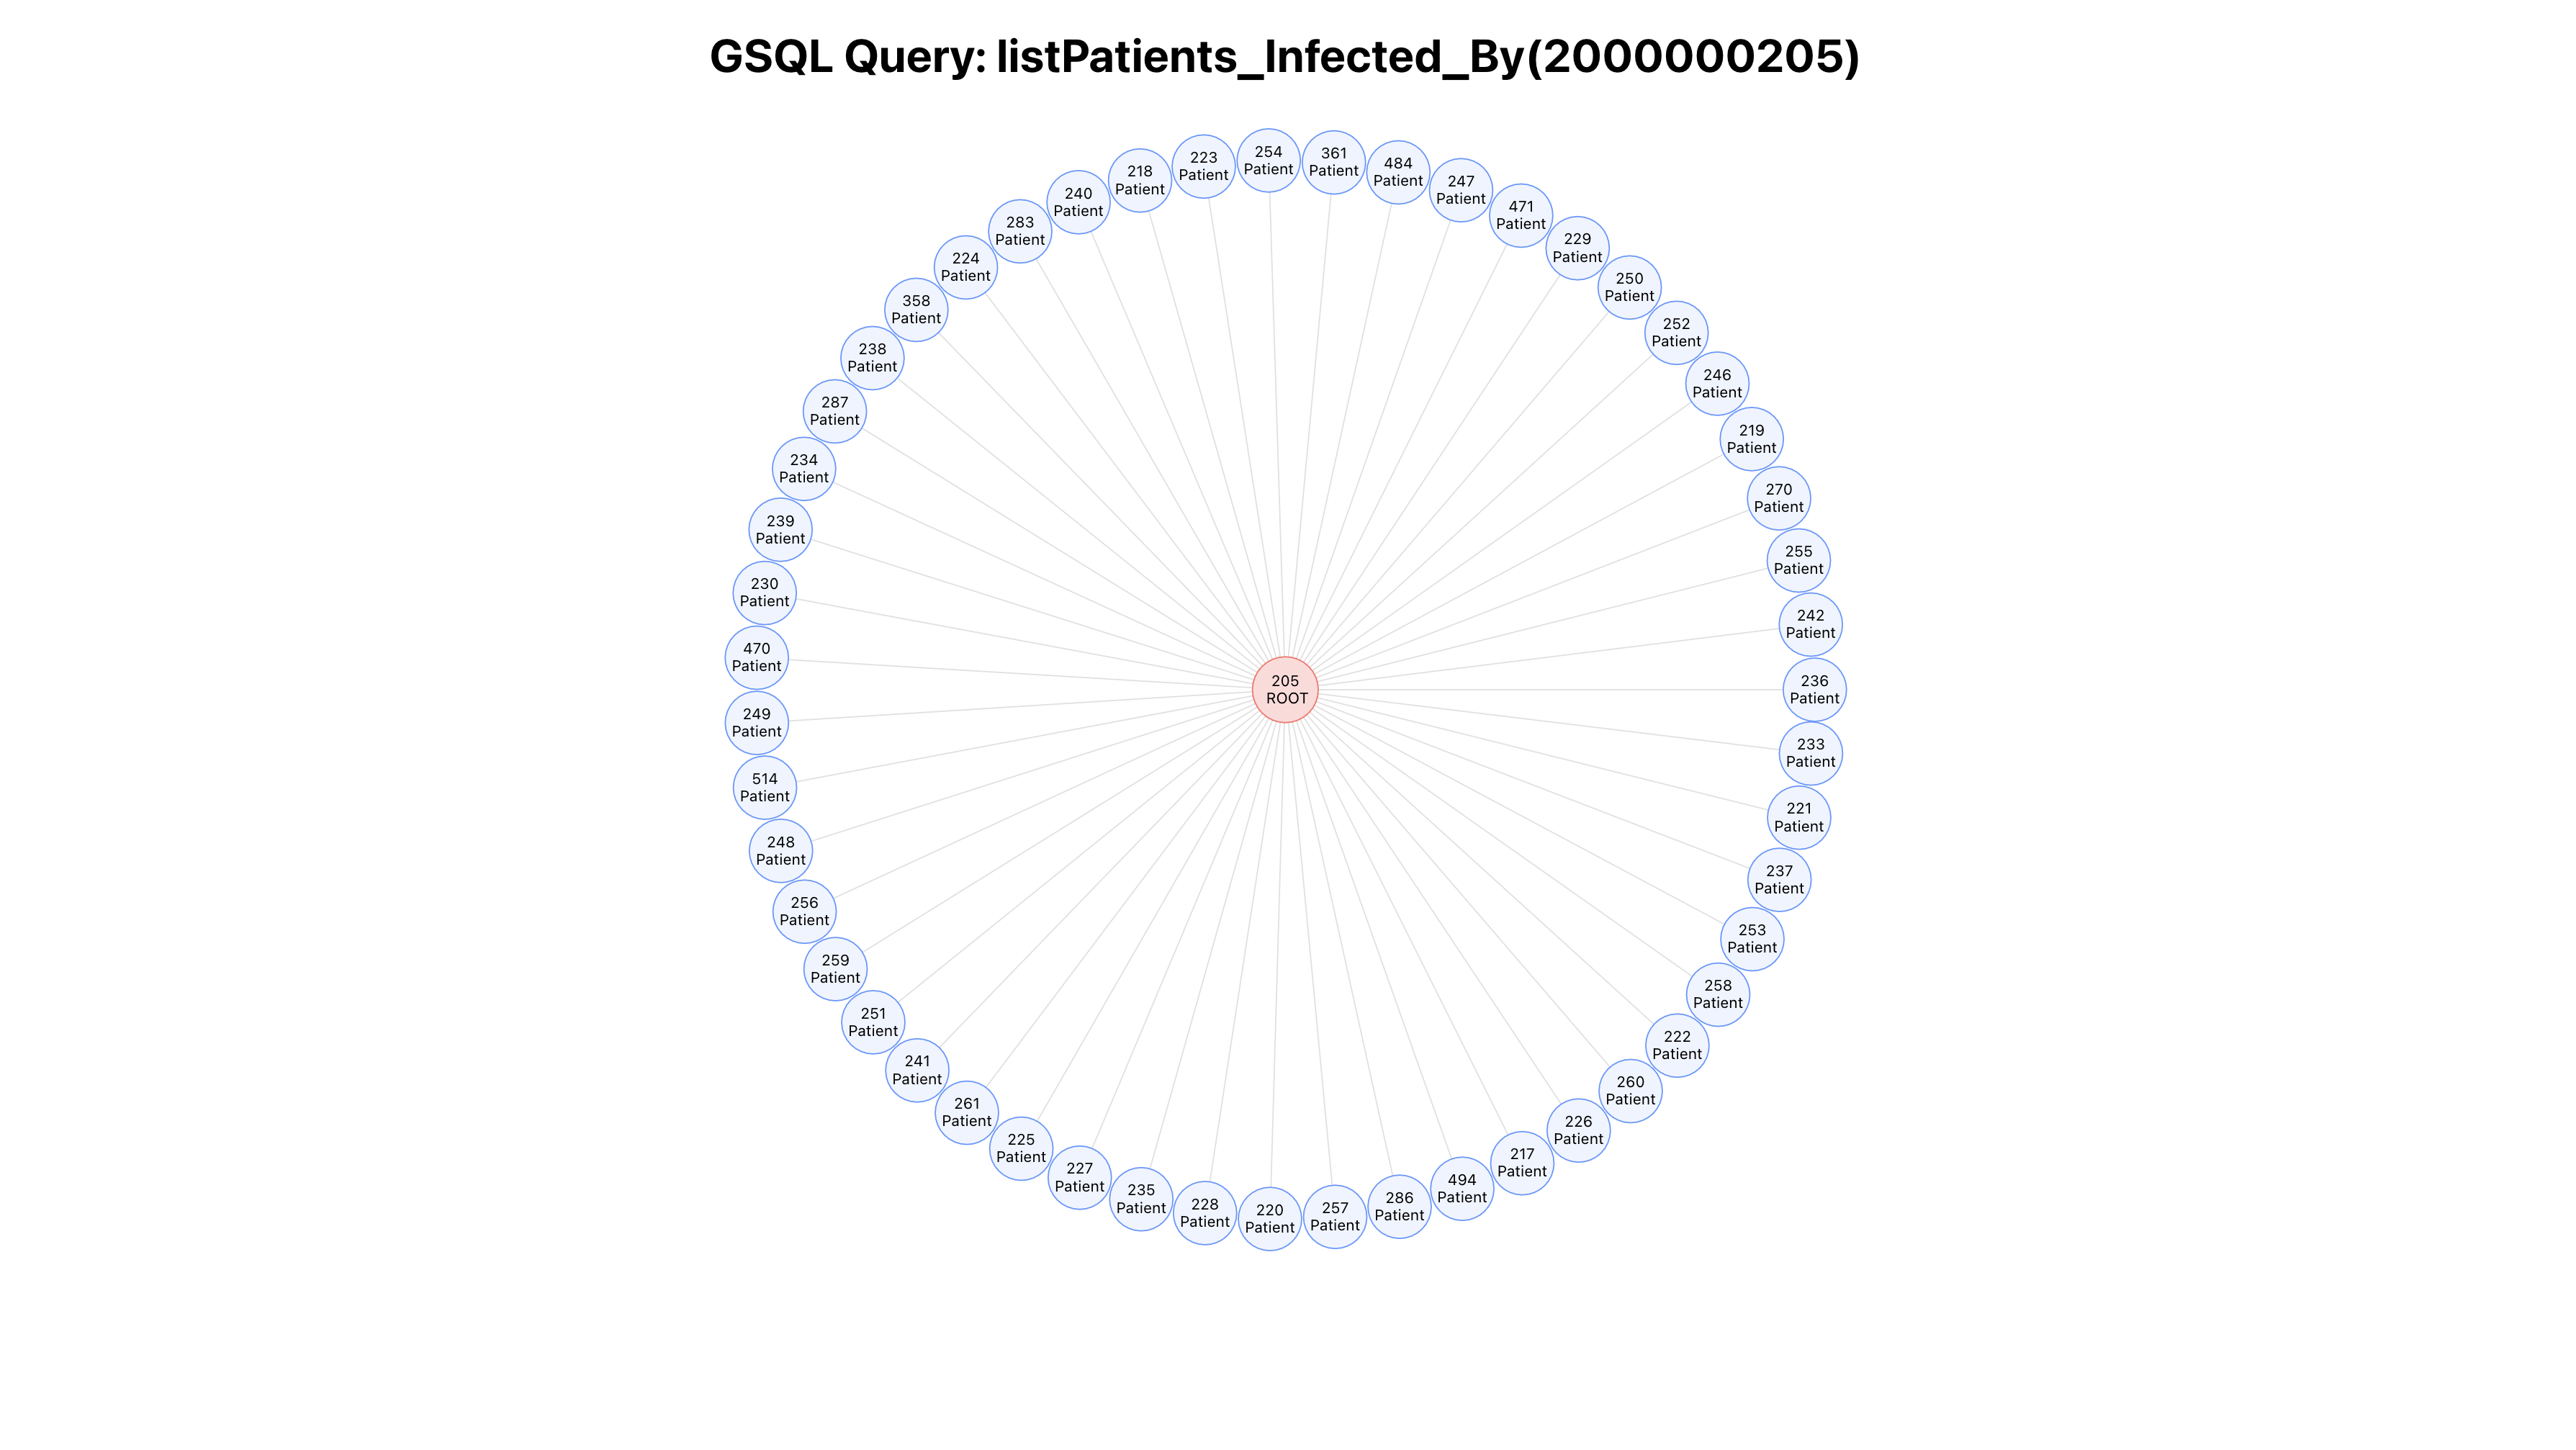 GSQL Query: listPatients_Infected_By(2000000205)
254
Patient
361
Patient
484
Patient
247
Patient
471
Patient
229
Patient
250
Patient
252
Patient
246
Patient
219
Patient
270
Patient
255
Patient
242
Patient
236
Patient
233
Patient
221
Patient
237
Patient
253
Patient
258
Patient
222
Patient
260
Patient
226
Patient
217
Patient
494
Patient
286
Patient
257
Patient
220
Patient
228
Patient
235
Patient
227
Patient
225
Patient
261
Patient
241
Patient
251
Patient
259
Patient
256
Patient
248
Patient
514
Patient
249
Patient
470
Patient
230
Patient
239
Patient
234
Patient
287
Patient
238
Patient
358
Patient
224
Patient
283
Patient
240
Patient
218
Patient
223
Patient
205
ROOT